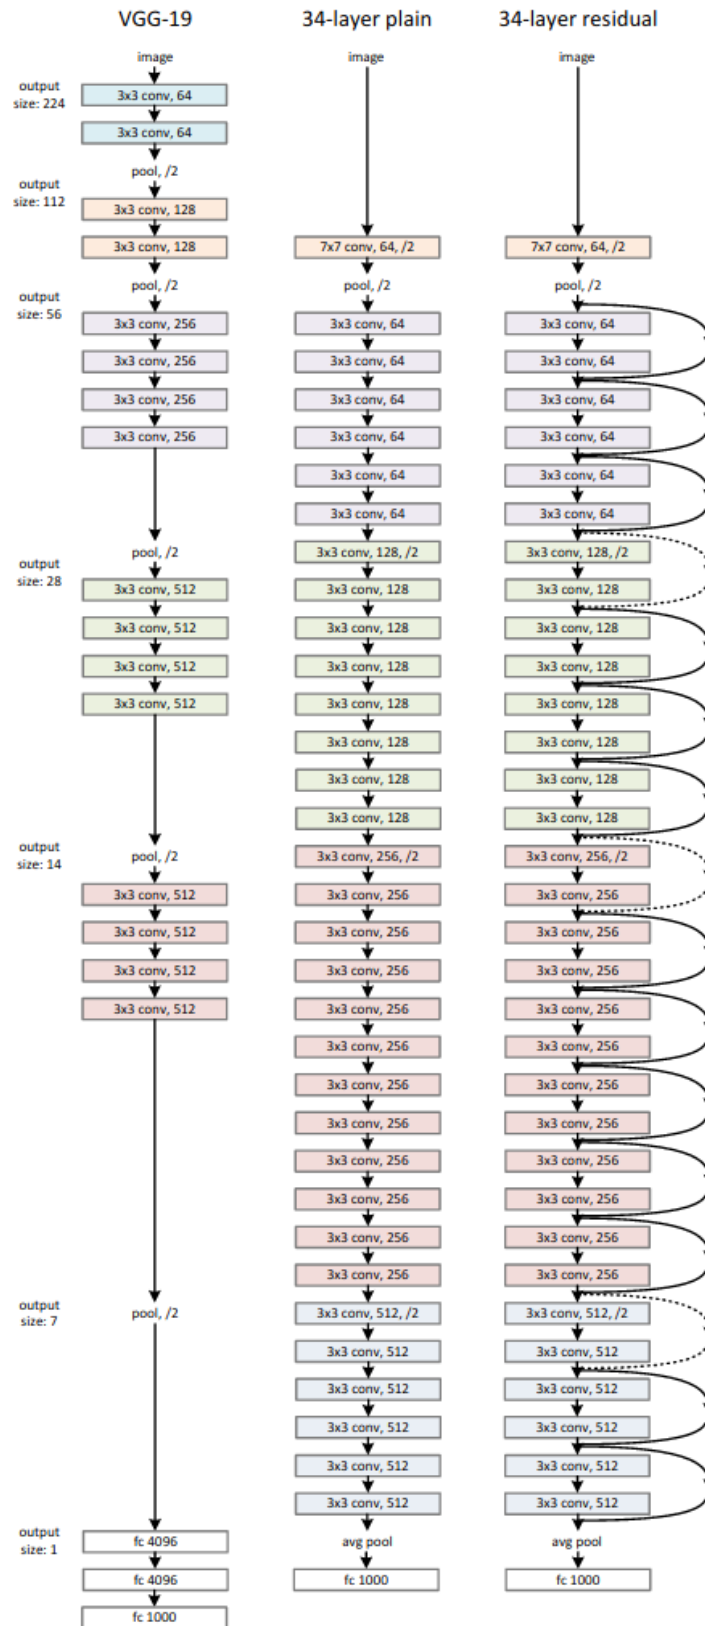 output
size: 224
output
size: 112
output
size: 56
output
size: 28
output
size: 14
output
size: 7
output
size: 1
VGG-19
image
3x3 conv, 64
3x3 conv, 64
pool, /2
3x3 conv, 128
3x3 conv, 128
pool, /2
3x3 conv, 256
3x3 conv, 256
3x3 conv, 256
3x3 conv, 256
pool, /2
3x3 conv, 512
3x3 conv, 512
3x3 conv, 512
3x3 conv, 512
pool, /2
3x3 conv, 512
3x3 conv, 512
3x3 conv, 512
3x3 conv, 512
pool, /2
fc 4096
fc 4096
fc 1000
34-layer plain
image
7x7 conv, 64, /2
pool, /2
3x3 conv, 64
3x3 conv, 64
3x3 conv, 64
3x3 conv, 64
3x3 conv, 64
3x3 conv, 64
3x3 conv, 128, /2
3x3 conv, 128
3x3 conv, 128
3x3 conv, 128
3x3 conv, 128
3x3 conv, 128
3x3 conv, 128
3x3 conv, 128
3x3 conv, 256, /2
3x3 conv, 256
3x3 conv, 256
3x3 conv, 256
3x3 conv, 256
3x3 conv, 256
3x3 conv, 256
3x3 conv, 256
3x3 conv, 256
3x3 conv, 256
3x3 conv, 256
3x3 conv, 256
3x3 conv, 512, /2
3x3 conv, 512
3x3 conv, 512
3x3 conv, 512
3x3 conv, 512
3x3 conv, 512
avg pool
fc 1000
34-layer residual
image
7x7 conv, 64, /2
pool, /2
3x3 conv, 64
3x3 conv, 64
3x3 conv, 64
3x3 conv, 64
3x3 conv, 64
3x3 conv, 64
3x3 conv, 128, /2
3x3 conv, 128
3x3 conv, 128
3x3 conv, 128
3x3 conv, 128
3x3 conv, 128
3x3 conv, 128
3x3 conv, 128
3x3 conv, 256, /2
3x3 conv, 256
3x3 conv, 256
3x3 conv, 256
3x3 conv, 256
3x3 conv, 256
3x3 conv, 256
3x3 conv, 256
3x3 conv, 256
3x3 conv, 256
3x3 conv, 256
3x3 conv, 256
3x3 conv, 512, /2
3x3 conv, 512
3x3 conv, 512
3x3 conv, 512
3x3 conv, 512
3x3 conv, 512
avg pool
fc 1000